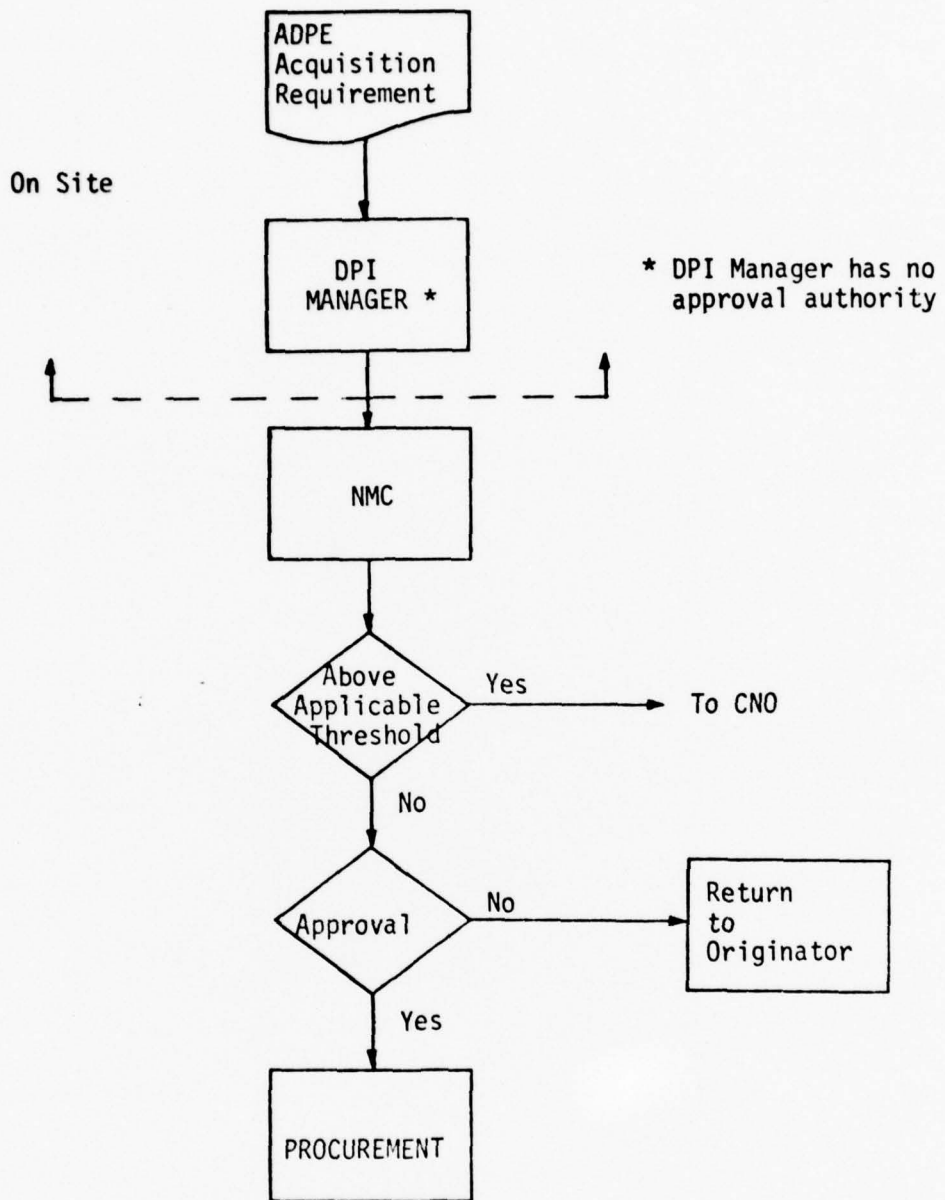 ADPE
Acquisition
Requirement
On Site
DPI
MANAGER *
* DPI Manager has no
approval authority
NMC
Above
Applicable
Threshold
Yes
To CNO
No
Approval
No
Return
to
Originator
Yes
PROCUREMENT